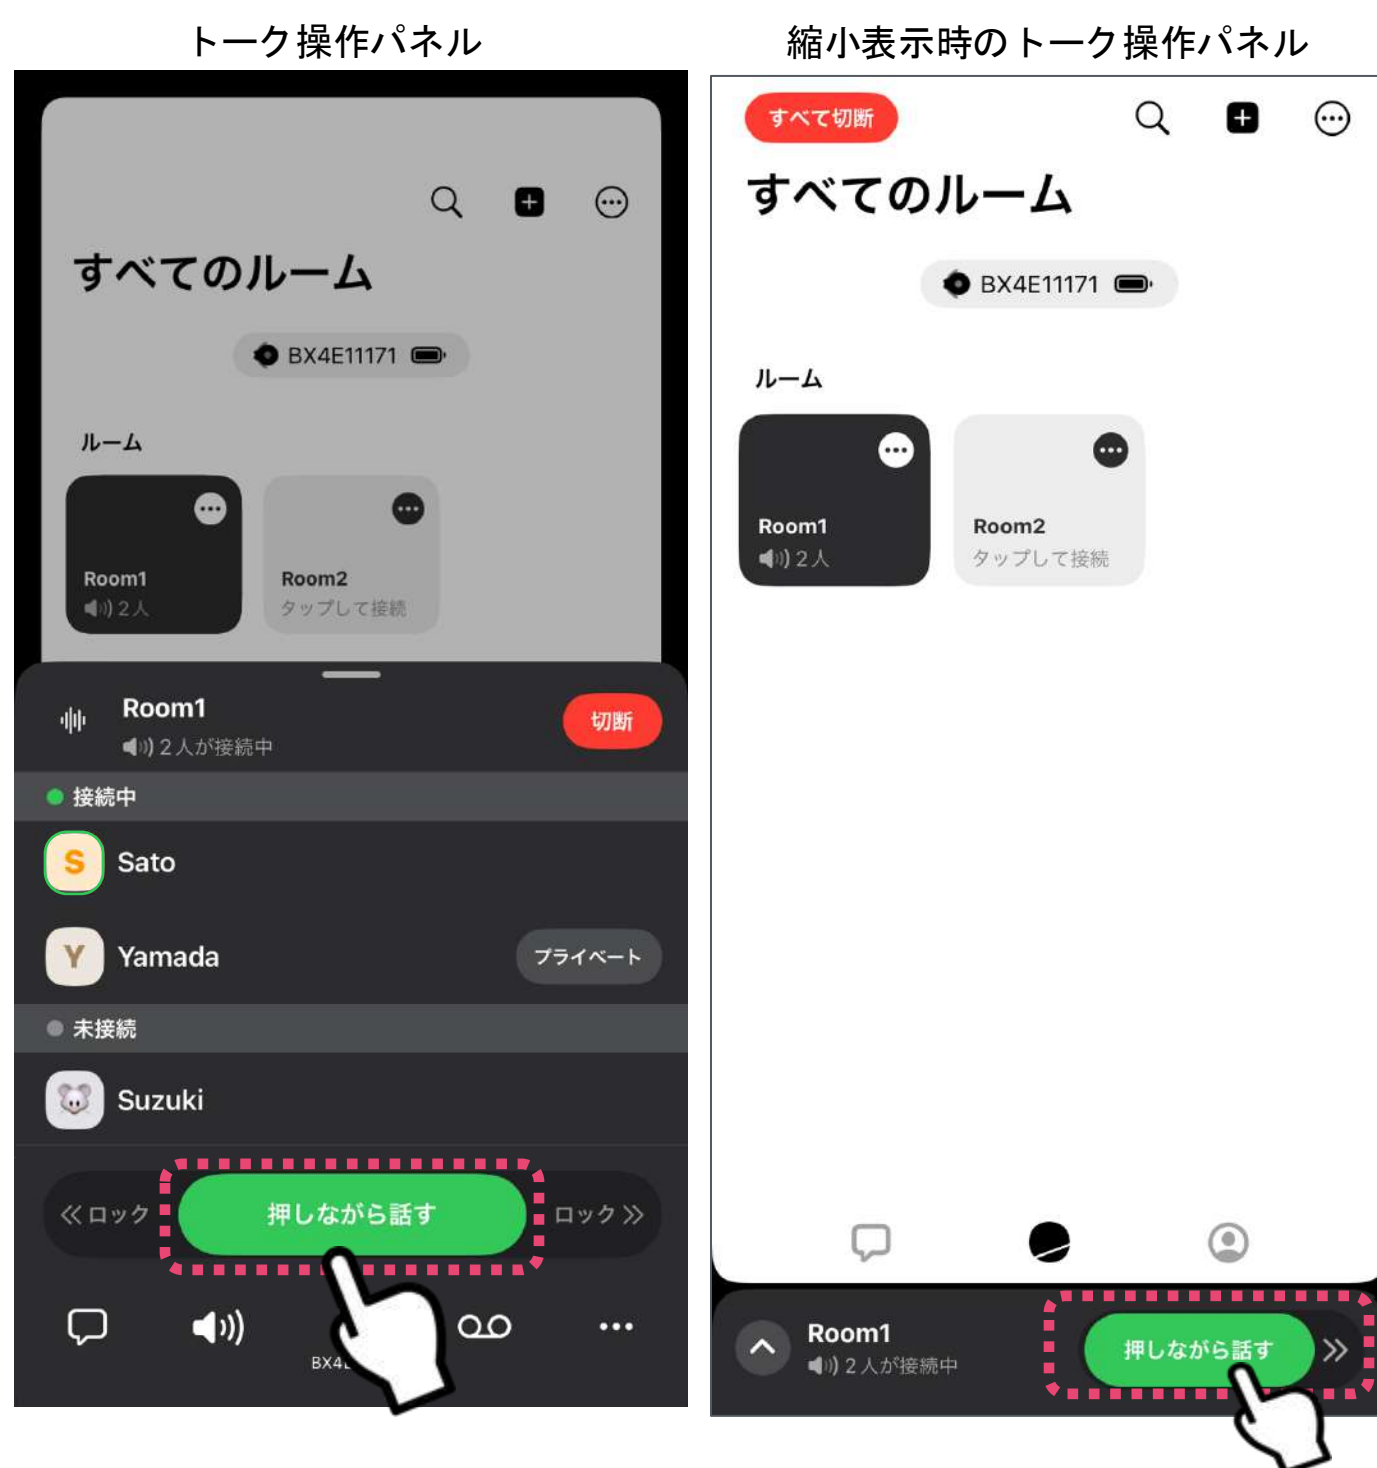 トーク操作パネル
すべてのルーム
BX4E11171
ルーム
Room1
2人
Room2
タップして接続
Room1
2人が接続中
切断
接続中
S
Sato
Y
Yamada
プライベート
未接続
Suzuki
ロック
押しながら話す
ロック
縮小表示時のトーク操作パネル
すべて切断
すべてのルーム
BX4E11171
ルーム
Room1
2人
Room2
タップして接続
Room1
2人が接続中
押しながら話す